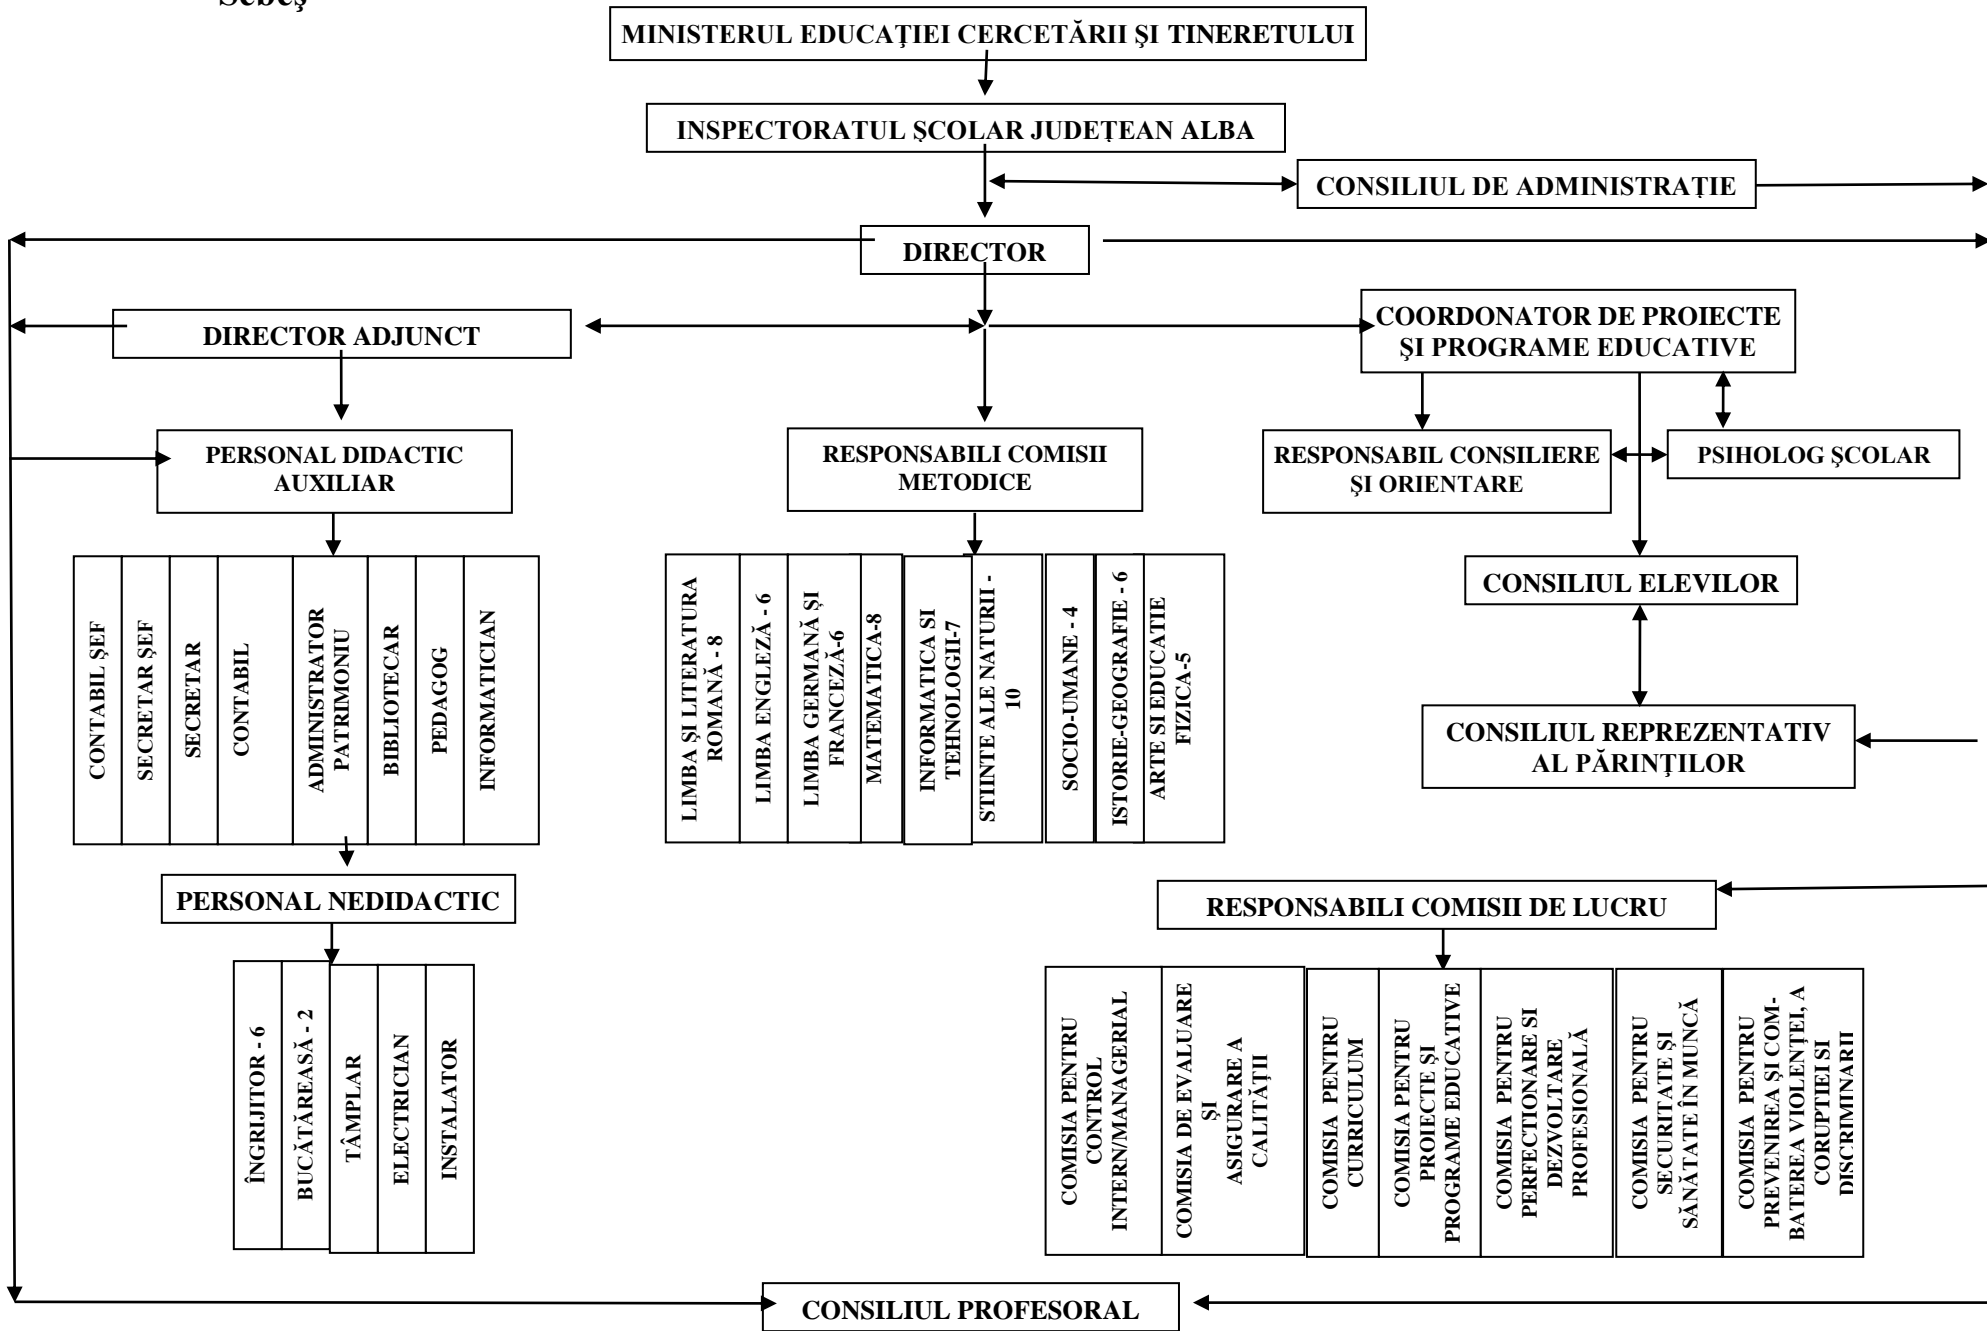 Sebeş
MINISTERUL EDUCAŢIEI CERCETĂRII ŞI TINERETULUI
INSPECTORATUL ŞCOLAR JUDEŢEAN ALBA
CONSILIUL DE ADMINISTRAŢIE
DIRECTOR
DIRECTOR ADJUNCT
COORDONATOR DE PROIECTE
ŞI PROGRAME EDUCATIVE
PERSONAL DIDACTIC
AUXILIAR
RESPONSABILI COMISII
METODICE
RESPONSABIL CONSILIERE
ŞI ORIENTARE
PSIHOLOG ŞCOLAR
CONTABIL ŞEF
SECRETAR ŞEF
SECRETAR
CONTABIL
ADMINISTRATOR
PATRIMONIU
BIBLIOTECAR
PEDAGOG
INFORMATICIAN
LIMBA ŞI LITERATURA
ROMANĂ - 8
LIMBA ENGLEZĂ - 6
LIMBA GERMANĂ ŞI
FRANCEZĂ-6
MATEMATICA-8
INFORMATICA SI
TEHNOLOGII-7
STIINTE ALE NATURII -
10
SOCIO-UMANE - 4
ISTORIE-GEOGRAFIE - 6
ARTE SI EDUCATIE
FIZICA-5
CONSILIUL ELEVILOR
CONSILIUL REPREZENTATIV
AL PĂRINŢILOR
PERSONAL NEDIDACTIC
RESPONSABILI COMISII DE LUCRU
ÎNGRIJITOR - 6
BUCĂTĂREASĂ - 2
TÂMPLAR
ELECTRICIAN
INSTALATOR
COMISIA PENTRU
CONTROL
INTERN/MANAGERIAL
COMISIA DE EVALUARE
ŞI
ASIGURARE A
CALITĂŢII
COMISIA PENTRU
CURRICULUM
COMISIA PENTRU
PROIECTE ŞI
PROGRAME EDUCATIVE
COMISIA PENTRU
PERFECTIONARE SI
DEZVOLTARE
PROFESIONALĂ
COMISIA PENTRU
SECURITATE ŞI
SĂNĂTATE ÎN MUNCĂ
COMISIA PENTRU
PREVENIREA ŞI COM-
BATEREA VIOLENŢEI, A
CORUPTIEI SI
DISCRIMINARII
CONSILIUL PROFESORAL